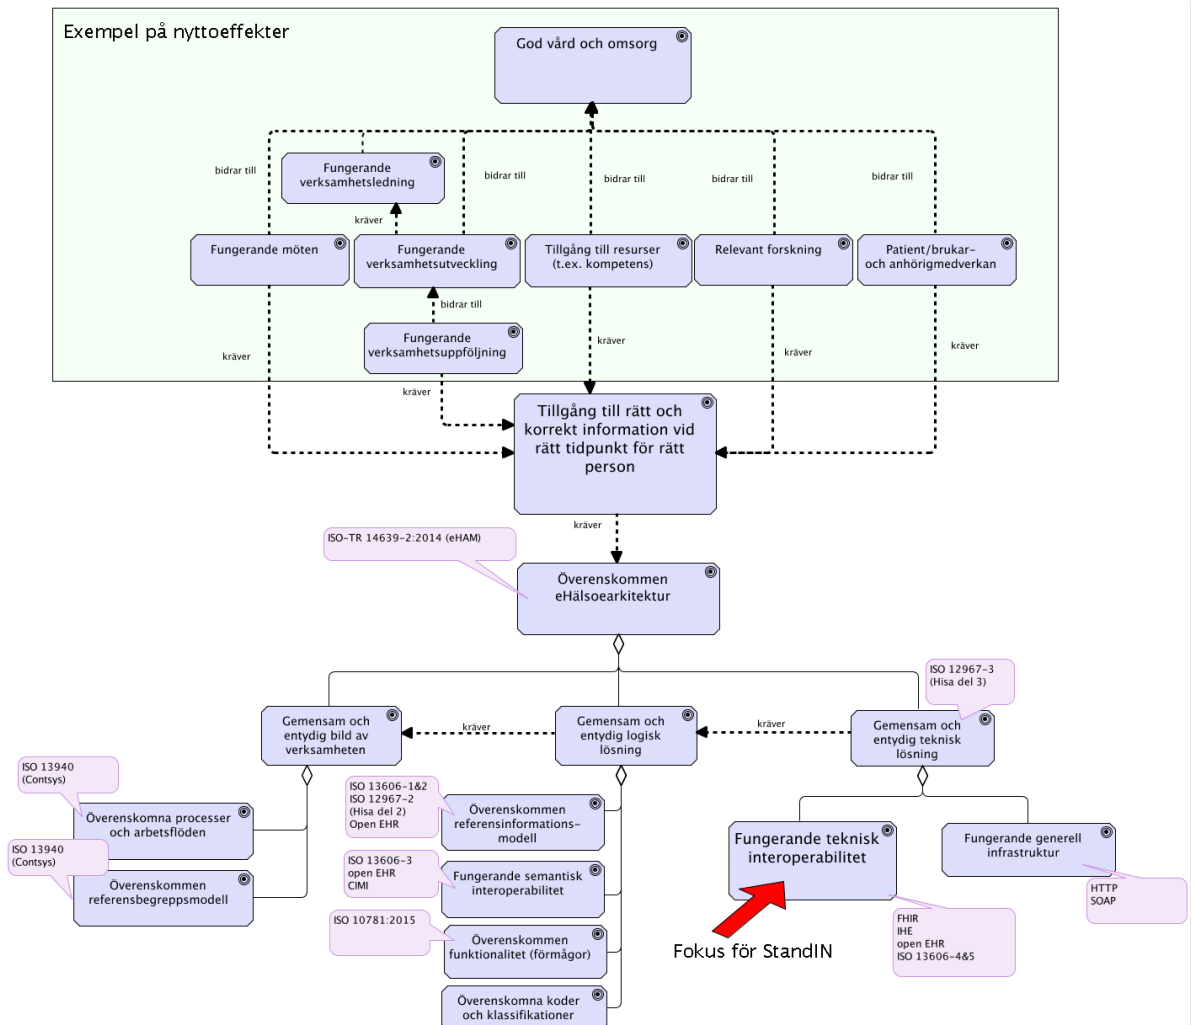 Exempel på nyttoeffekter
God vård och omsorg
bidrar till
Fungerande
verksamhetsledning
bidrar till
bidrar till
bidrar till
bidrar till
kräver
Fungerande möten
Fungerande
verksamhetsutveckling
Tillgång till resurser
(t.ex. kompetens)
Relevant forskning
Patient/brukar-
och anhörigmedverkan
bidrar till
Fungerande
verksamhetsuppföljning
kräver
kräver
kräver
kräver
kräver
Tillgång till rätt och
korrekt information vid
rätt tidpunkt för rätt
person
kräver
ISO-TR 14639-2:2014 (eHAM)
Överenskommen
eHälsoearkitektur
ISO 12967-3
(Hisa del 3)
Gemensam och
entydig bild av
verksamheten
kräver
Gemensam och
entydig logisk
lösning
kräver
Gemensam och
entydig teknisk
lösning
ISO 13940
(Contsys)
Överenskomna processer
och arbetsflöden
ISO 13940
(Contsys)
Överenskommen
referensbegreppsmodell
ISO 13606-1&2
ISO 12967-2
(Hisa del 2)
Open EHR
Överenskommen
referensinformations-
modell
ISO 13606-3
open EHR
CIMI
Fungerande semantisk
interoperabilitet
ISO 10781:2015
Överenskommen
funktionalitet (förmågor)
Överenskomna koder
och klassifikationer
Fungerande teknisk
interoperabilitet
Fungerande generell
infrastruktur
HTTP
SOAP
FHIR
IHE
open EHR
ISO 13606-4&5
Fokus för StandIN